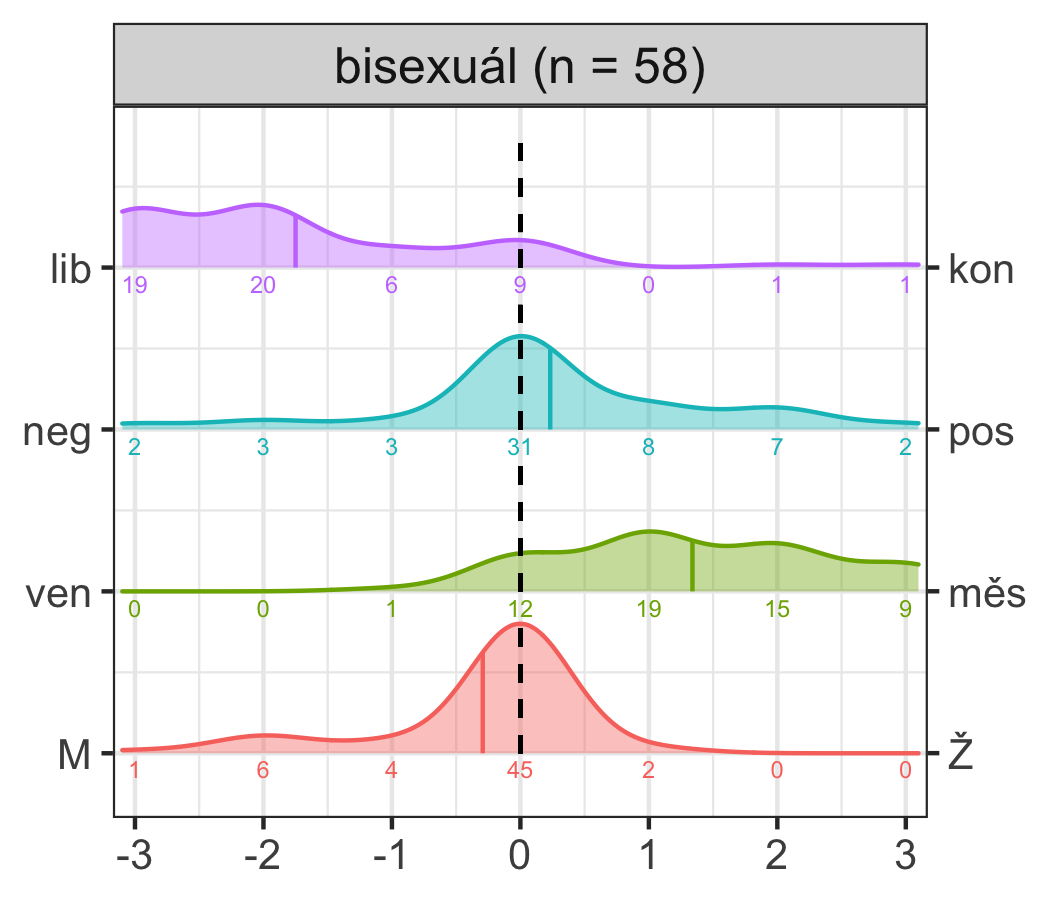 bisexuál (n = 58)
lib kon
19 20 6 9 0 1 1
neg pos
2 3 3 31 8 7 2
ven měs
0 0 1 12 19 15 9
M Ž
1 6 4 45 2 0 0
-3 -2 -1 0 1 2 3